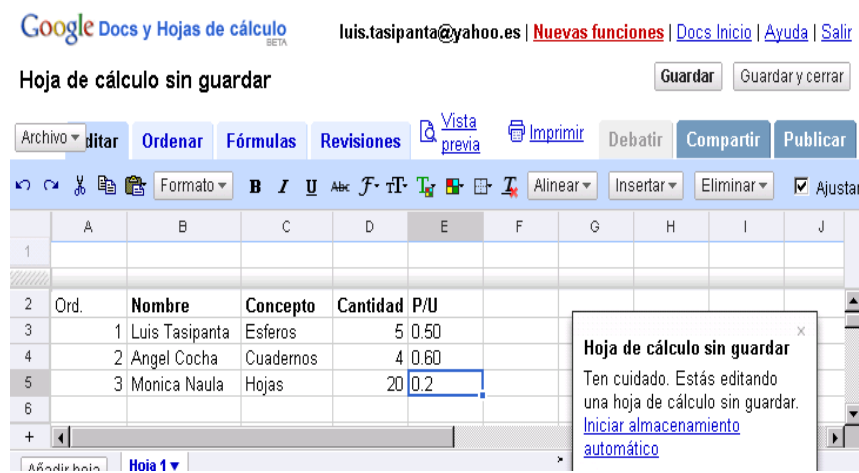 Google Docs y Hojas de cálculo
BETA
luis.tasipanta@yahoo.es | Nuevas funciones | Docs Inicio | Ayuda | Salir
Hoja de cálculo sin guardar
Guardar Guardar y cerrar
Archivo ditar Ordenar Fórmulas Revisiones Vista previa Imprimir Debatir Compartir Publicar
Formato B I U Abc F TT T T Alinear Insertar Eliminar Ajustar
A B C D E F G H I J
1
2 Ord. Nombre Concepto Cantidad P/U
3 1 Luis Tasipanta Esferos 5 0.50
4 2 Angel Cocha Cuadernos 4 0.60
5 3 Monica Naula Hojas 20 0.2
6
+
Hoja de cálculo sin guardar
Ten cuidado. Estás editando
una hoja de cálculo sin guardar.
Iniciar almacenamiento
automático
Añadir hoja Hoja 1